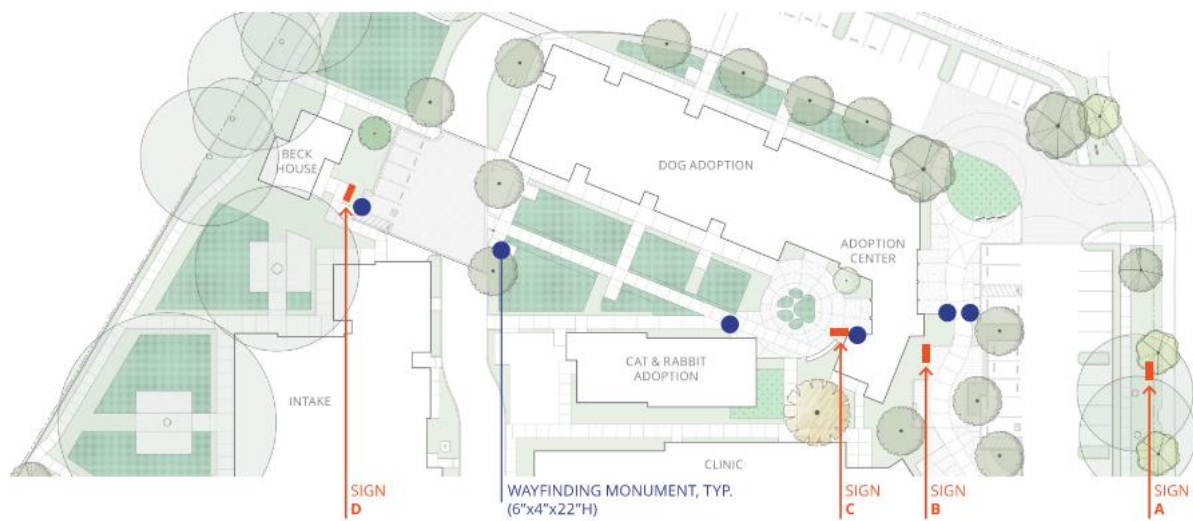 BECK
HOUSE
DOG ADOPTION
ADOPTION
CENTER
CAT & RABBIT
ADOPTION
INTAKE
CLINIC
SIGN
D
WAYFINDING MONUMENT, TYP.
(6"x4"x22"H)
SIGN
C
SIGN
B
SIGN
A